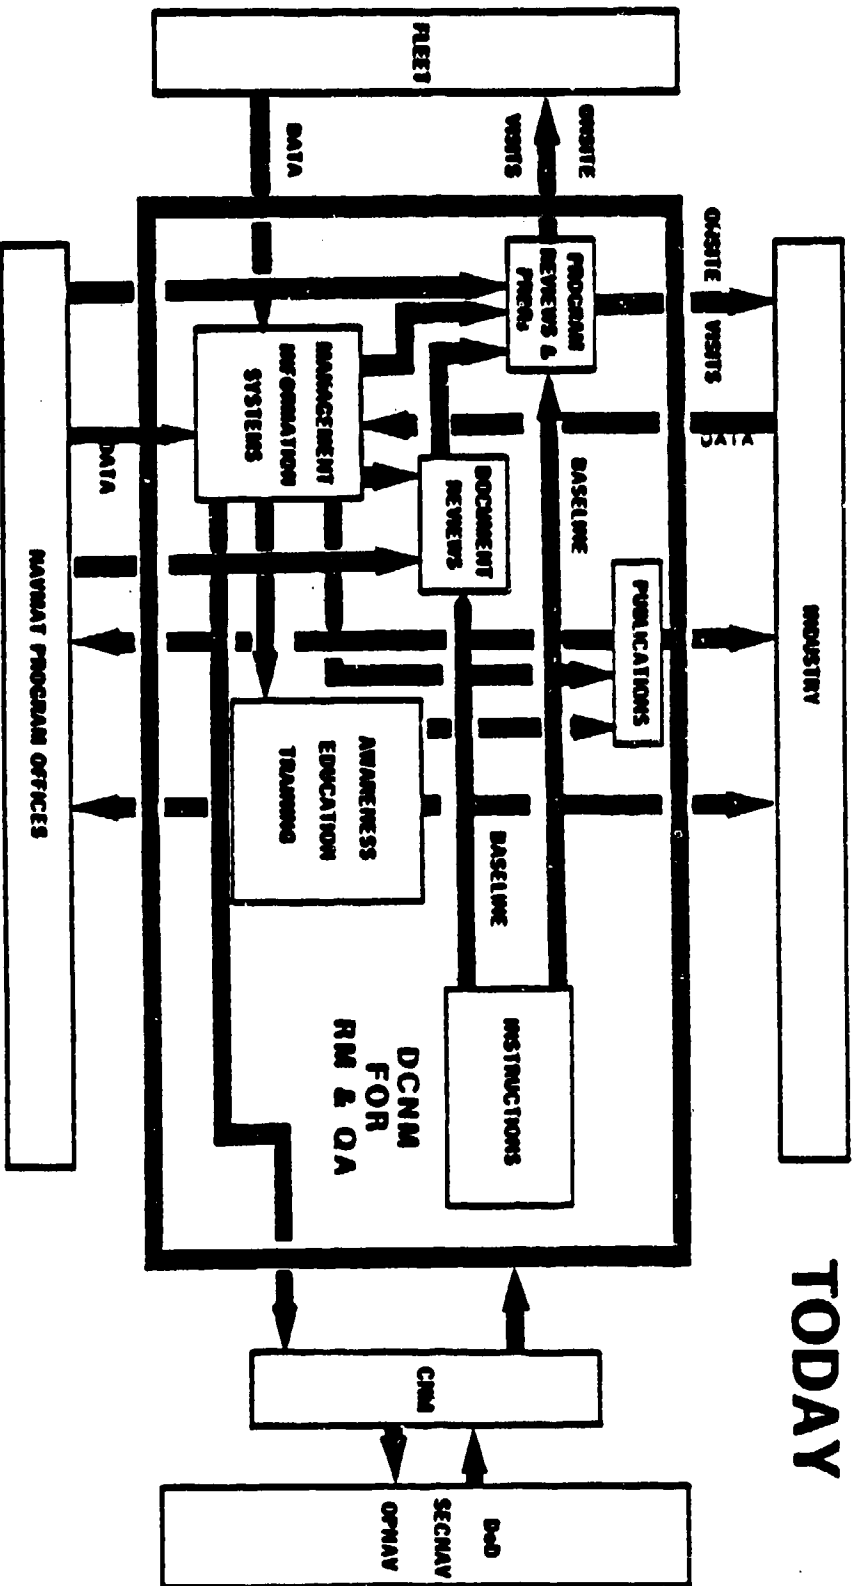 TODAY
INDUSTRY
ONSITE VISITS
DATA
FLEET
ONSITE
VISITS
DATA
PROGRAM
REVIEWS &
BASELINE
PUBLICATIONS
DOCUMENT
REVIEWS
BASELINE
INSTRUCTIONS
MANAGEMENT
INFORMATION
SYSTEMS
AWARENESS
EDUCATION
TRAINING
DCNM
FOR
RM & QA
CNM
DoD
SECNAV
OPNAV
DATA
NAVMAT PROGRAM OFFICES